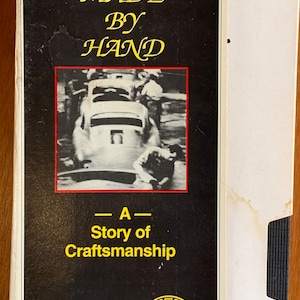 MADE
BY
HAND
— A —
Story of
Craftsmanship